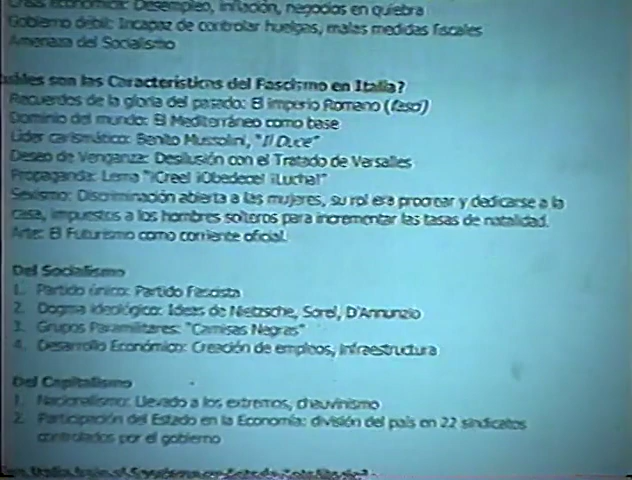 Crisis económica: Desempleo, inflación, negocios en quiebra
Gobierno débil: Incapaz de controlar huelgas, malas medidas fiscales
Amenaza del Socialismo
son las Características del Fascismo en Italia?
Recuerdos de la gloria del pasado: El imperio Romano (fasci)
Dominio del mundo: El Mediterráneo como base
Líder carismático: Benito Mussolini, "Il Duce"
Deseo de Venganza: Desilusión con el Tratado de Versalles
Propaganda: Lema "¡Cree! ¡Obedece! ¡Lucha!"
Sexismo: Discriminación abierta a las mujeres, su rol era procrear y dedicarse a la
casa, impuestos a los hombres solteros para incrementar las tasas de natalidad.
Arte: El Futurismo como corriente oficial.
Del Socialismo
1. Partido único: Partido Fascista
2. Dogma ideológico: Ideas de Nietzsche, Sorel, D'Annunzio
3. Grupos Paramilitares: "Camisas Negras"
4. Desarrollo Económico: Creación de empleos, infraestructura
Del Capitalismo
1. Nacionalismo: Llevado a los extremos, chauvinismo
2. Participación del Estado en la Economía: división del país en 22 sindicatos
controlados por el gobierno